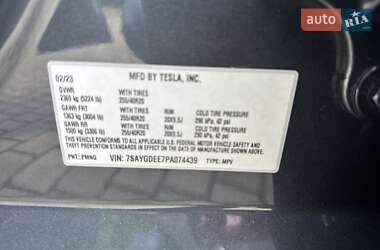 auto RIA.com
02/23 MFD BY TESLA, INC.
GVWR WITH TIRES
2369 kg (5224 lb) 255/40R20
GAWR FRT WITH TIRES RIM COLD TIRE PRESSURE
1363 kg (3004 lb) 255/40R20 20X9.5J 290 kPa, 42 psi
GAWR RR WITH TIRES RIM COLD TIRE PRESSURE
1500 kg (3306 lb) 255/40R20 20X9.5J 290 kPa, 42 psi
THIS VEHICLE CONFORMS TO ALL APPLICABLE U.S. FEDERAL MOTOR VEHICLE
SAFETY, BUMPER, AND THEFT PREVENTION STANDARDS IN EFFECT ON THE DATE
OF MANUFACTURE SHOWN ABOVE.
PNT: PMNG VIN: 7SAYGDEE7PA074439 TYPE: MPV